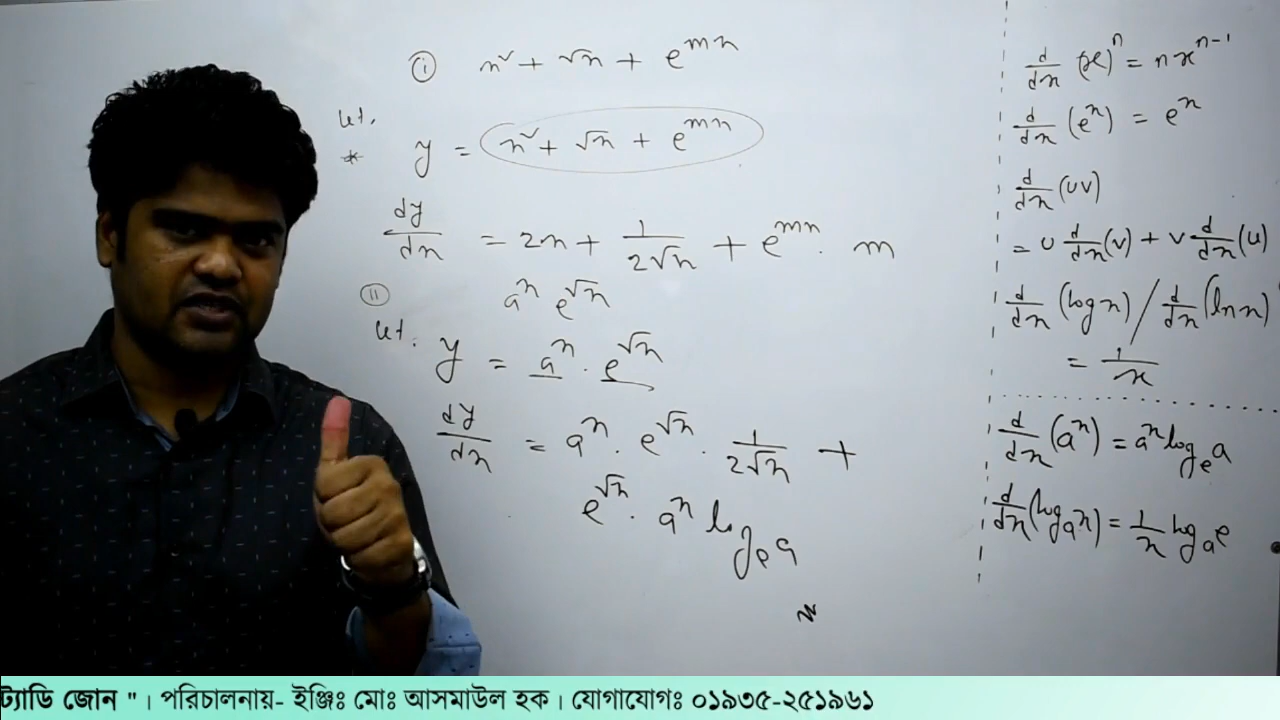 (i) x² + √x + e^{mx}
Let,
* y = x² + √x + e^{mx}
dy/dx = 2x + 1/(2√x) + e^{mx} . m
(ii) a^x e^{√x}
Let, y = a^x . e^{√x}
dy/dx = a^x . e^{√x} . 1/(2√x) +
e^{√x} . a^x log_e a
d/dx (x)^n = nx^{n-1}
d/dx (e^x) = e^x
d/dx (uv)
= u d/dx (v) + v d/dx (u)
d/dx (log x) / d/dx (ln x)
= 1/x
d/dx (a^x) = a^x log_e a
d/dx (log_a x) = 1/x log_a e
ট্যাডি জোন " । পরিচালনায়- ইঞ্জিঃ মোঃ আসমাউল হক । যোগাযোগঃ ০১৯৩৫-২৫১৯৬১